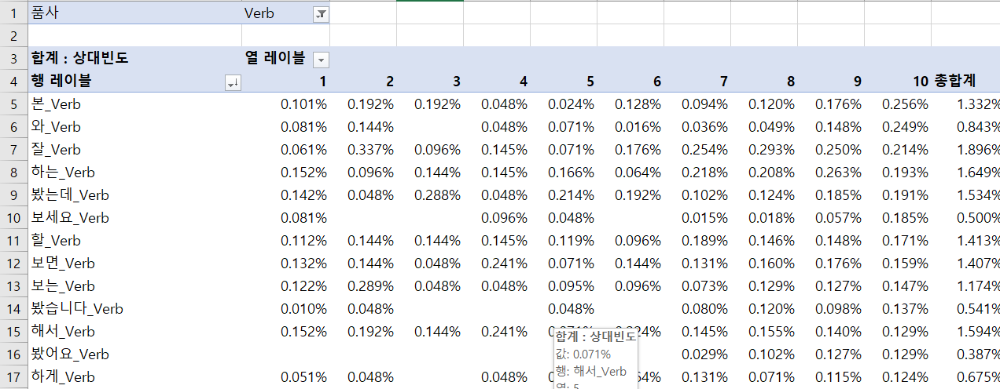 1 품사 Verb
2
3 합계 : 상대빈도 열 레이블
4 행 레이블 1 2 3 4 5 6 7 8 9 10 총합계
5 본_Verb 0.101% 0.192% 0.192% 0.048% 0.024% 0.128% 0.094% 0.120% 0.176% 0.256% 1.332%
6 와_Verb 0.081% 0.144% 0.048% 0.071% 0.016% 0.036% 0.049% 0.148% 0.249% 0.843%
7 잘_Verb 0.061% 0.337% 0.096% 0.145% 0.071% 0.176% 0.254% 0.293% 0.250% 0.214% 1.896%
8 하는_Verb 0.152% 0.096% 0.144% 0.145% 0.166% 0.064% 0.218% 0.208% 0.263% 0.193% 1.649%
9 봤는데_Verb 0.142% 0.048% 0.288% 0.048% 0.214% 0.192% 0.102% 0.124% 0.185% 0.191% 1.534%
10 보세요_Verb 0.081% 0.096% 0.048% 0.015% 0.018% 0.057% 0.185% 0.500%
11 할_Verb 0.112% 0.144% 0.144% 0.145% 0.119% 0.096% 0.189% 0.146% 0.148% 0.171% 1.413%
12 보면_Verb 0.132% 0.144% 0.048% 0.241% 0.071% 0.144% 0.131% 0.160% 0.176% 0.159% 1.407%
13 보는_Verb 0.122% 0.289% 0.048% 0.048% 0.095% 0.096% 0.073% 0.129% 0.127% 0.147% 1.174%
14 봤습니다_Verb 0.010% 0.048% 0.048% 0.080% 0.120% 0.098% 0.137% 0.541%
15 해서_Verb 0.152% 0.192% 0.144% 0.241% 0.145% 0.155% 0.140% 0.129% 1.594%
16 봤어요_Verb 0.029% 0.102% 0.127% 0.129% 0.387%
17 하게_Verb 0.051% 0.048% 0.048% 0.131% 0.071% 0.115% 0.124% 0.675%
합계 : 상대빈도
값: 0.071%
행: 해서_Verb
열: 5